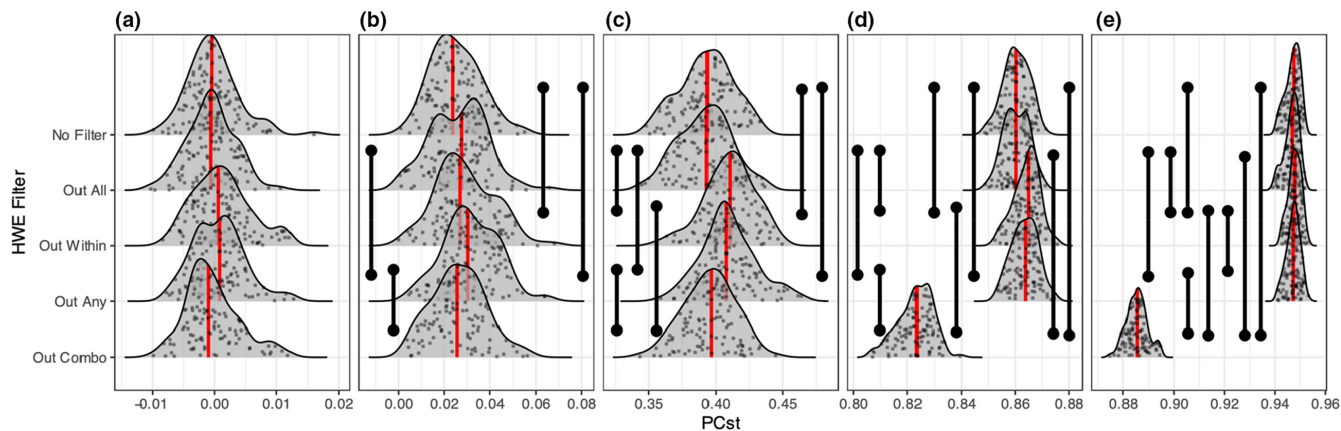 (a) (b) (c) (d) (e)
HWE Filter
No Filter
Out All
Out Within
Out Any
Out Combo
-0.01 0.00 0.01 0.02 0.00 0.02 0.04 0.06 0.08 0.35 0.40 0.45 0.80 0.82 0.84 0.86 0.88 0.88 0.90 0.92 0.94 0.96
PCst